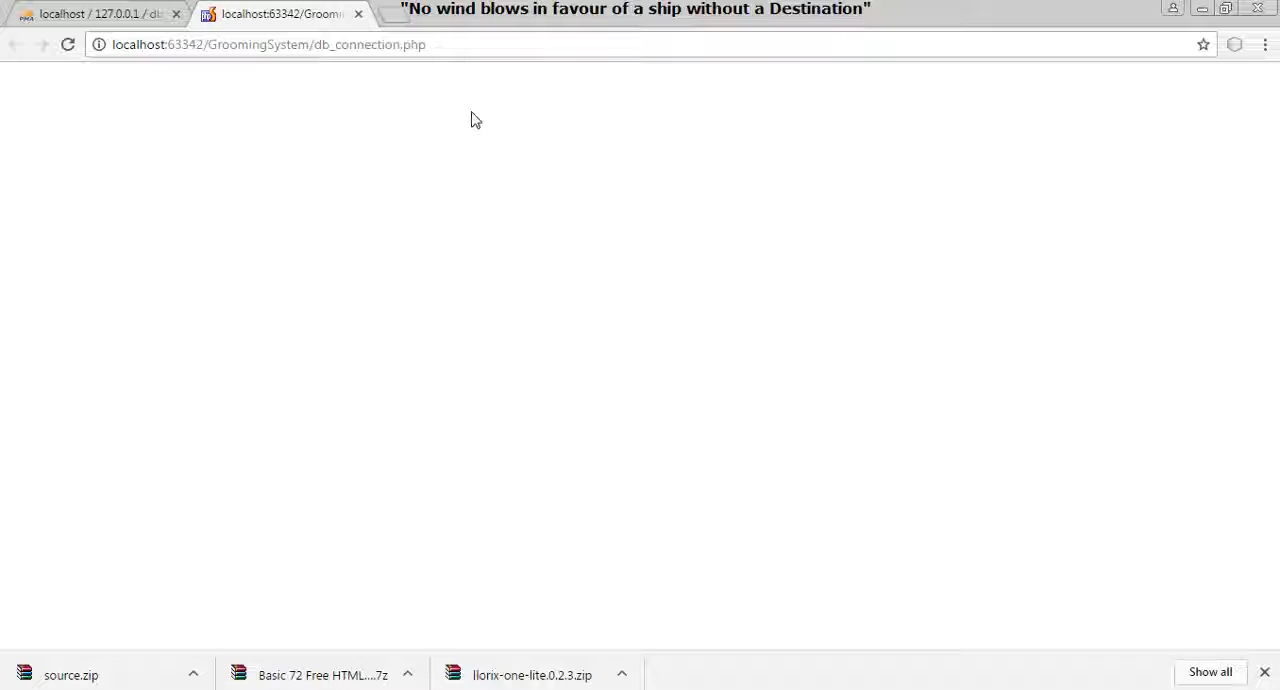 "No wind blows in favour of a ship without a Destination"
localhost / 127.0.0.1 / db
localhost:63342/Groomi
localhost:63342/GroomingSystem/db_connection.php
source.zip
Basic 72 Free HTML....7z
llorix-one-lite.0.2.3.zip
Show all